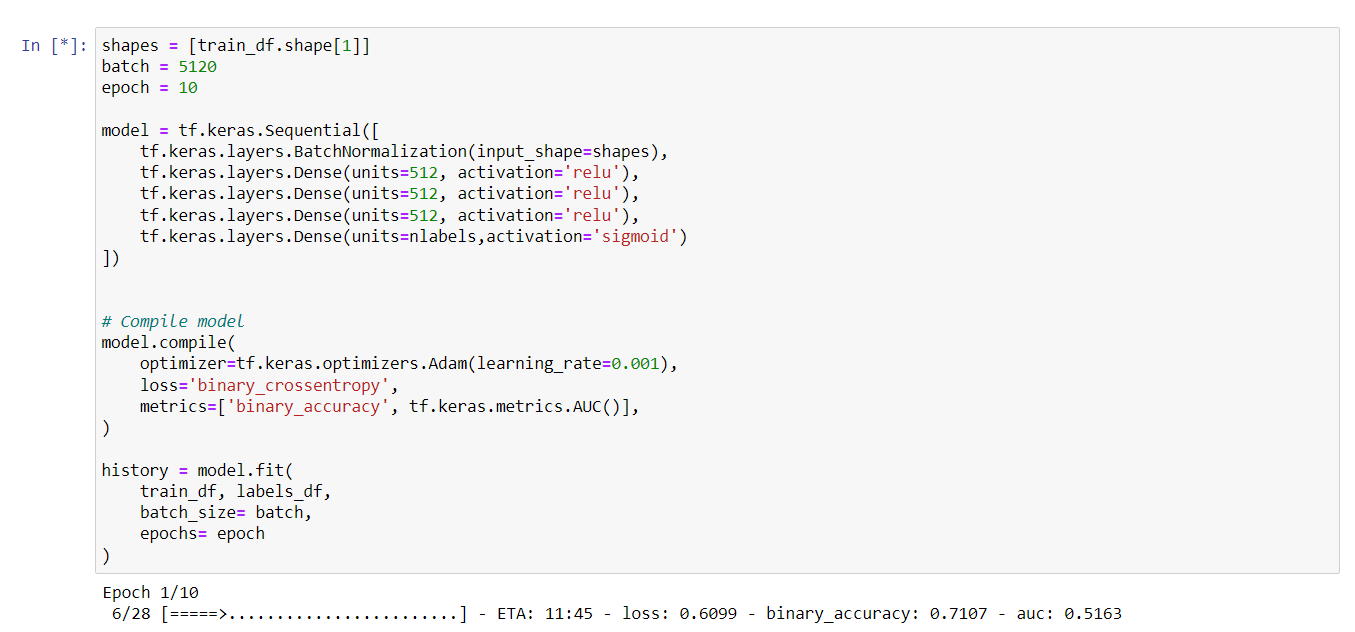 In [*]: shapes = [train_df.shape[1]]
batch = 5120
epoch = 10
model = tf.keras.Sequential([
    tf.keras.layers.BatchNormalization(input_shape=shapes),
    tf.keras.layers.Dense(units=512, activation='relu'),
    tf.keras.layers.Dense(units=512, activation='relu'),
    tf.keras.layers.Dense(units=512, activation='relu'),
    tf.keras.layers.Dense(units=nlabels,activation='sigmoid')
])
# Compile model
model.compile(
    optimizer=tf.keras.optimizers.Adam(learning_rate=0.001),
    loss='binary_crossentropy',
    metrics=['binary_accuracy', tf.keras.metrics.AUC()],
)
history = model.fit(
    train_df, labels_df,
    batch_size= batch,
    epochs= epoch
)
Epoch 1/10
 6/28 [=====>........................] - ETA: 11:45 - loss: 0.6099 - binary_accuracy: 0.7107 - auc: 0.5163